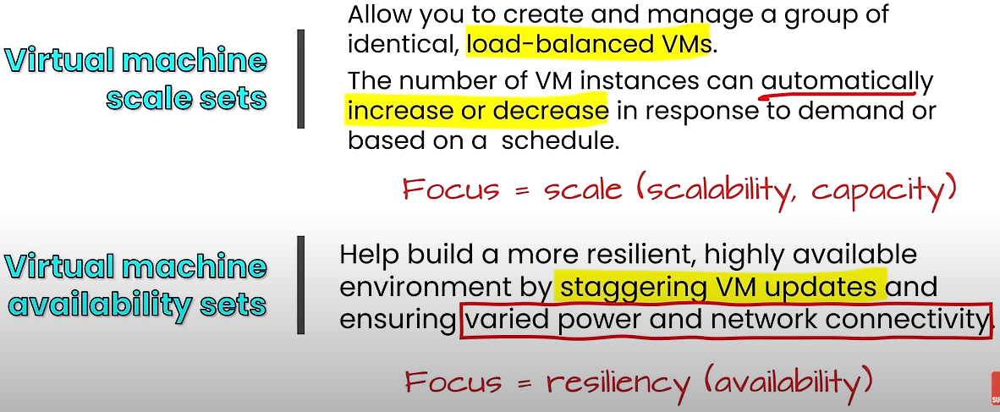 Virtual machine
scale sets
Allow you to create and manage a group of
identical, load-balanced VMs.
The number of VM instances can automatically
increase or decrease in response to demand or
based on a schedule.
Focus = scale (scalability, capacity)
Virtual machine
availability sets
Help build a more resilient, highly available
environment by staggering VM updates and
ensuring varied power and network connectivity.
Focus = resiliency (availability)